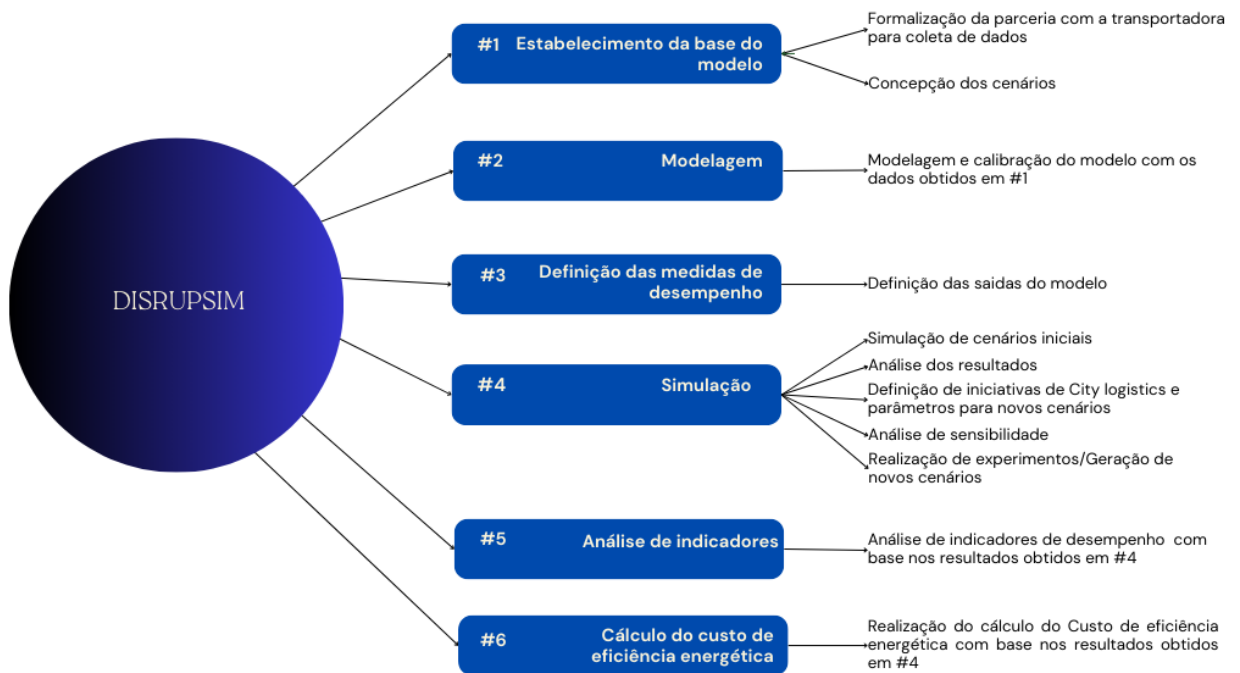 DISRUPSIM
#1 Estabelecimento da base do
modelo
Formalização da parceria com a transportadora
para coleta de dados
Concepção dos cenários
#2 Modelagem
Modelagem e calibração do modelo com os
dados obtidos em #1
#3 Definição das medidas de
desempenho
Definição das saidas do modelo
#4 Simulação
Simulação de cenários iniciais
Análise dos resultados
Definição de iniciativas de City logistics e
parâmetros para novos cenários
Análise de sensibilidade
Realização de experimentos/Geração de
novos cenários
#5 Análise de indicadores
Análise de indicadores de desempenho com
base nos resultados obtidos em #4
#6 Cálculo do custo de
eficiência energética
Realização do cálculo do Custo de eficiência
energética com base nos resultados obtidos
em #4